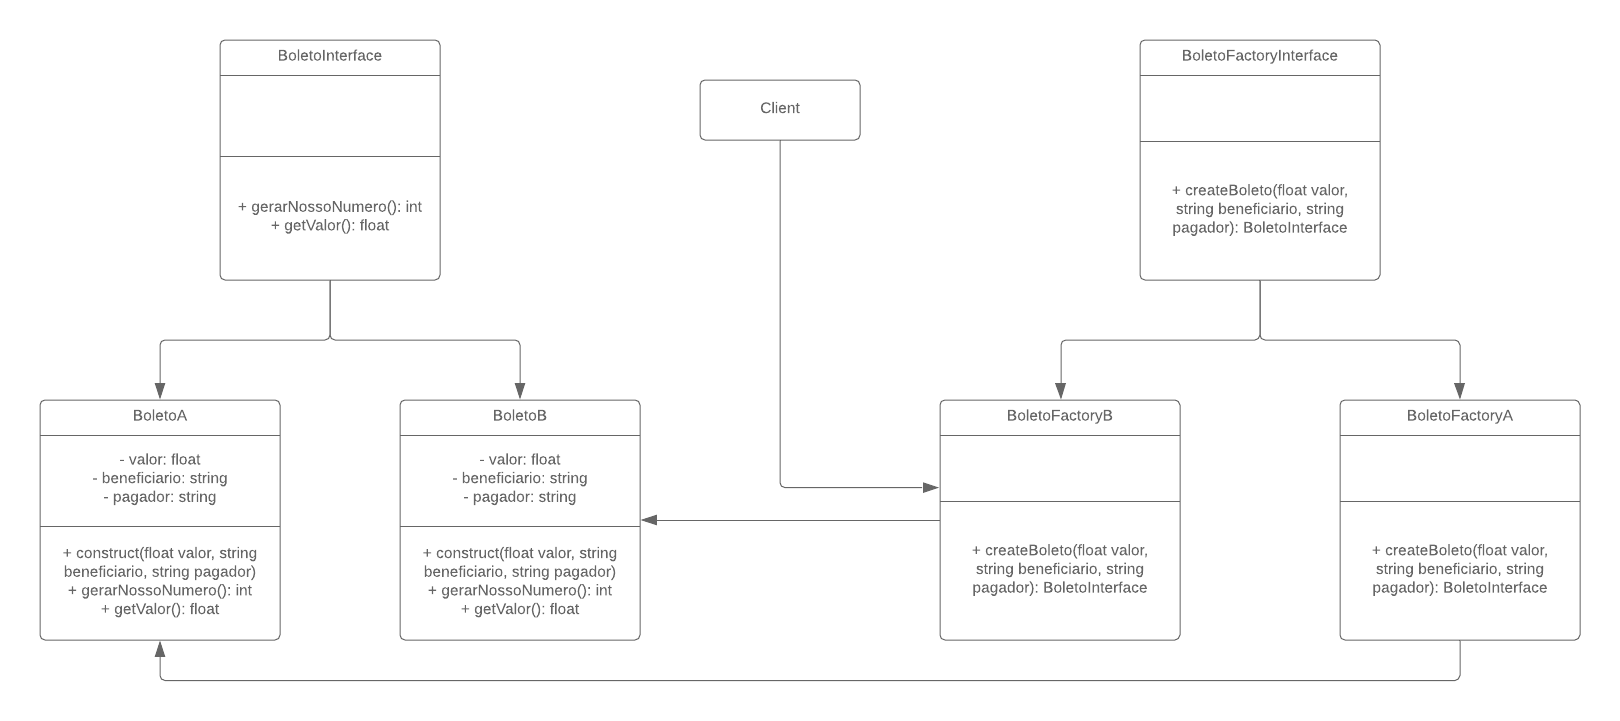 BoletoInterface
+ gerarNossoNumero(): int
+ getValor(): float
Client
BoletoFactoryInterface
+ createBoleto(float valor,
string beneficiario, string
pagador): BoletoInterface
BoletoA
- valor: float
- beneficiario: string
- pagador: string
+ construct(float valor, string
beneficiario, string pagador)
+ gerarNossoNumero(): int
+ getValor(): float
BoletoB
- valor: float
- beneficiario: string
- pagador: string
+ construct(float valor, string
beneficiario, string pagador)
+ gerarNossoNumero(): int
+ getValor(): float
BoletoFactoryB
+ createBoleto(float valor,
string beneficiario, string
pagador): BoletoInterface
BoletoFactoryA
+ createBoleto(float valor,
string beneficiario, string
pagador): BoletoInterface